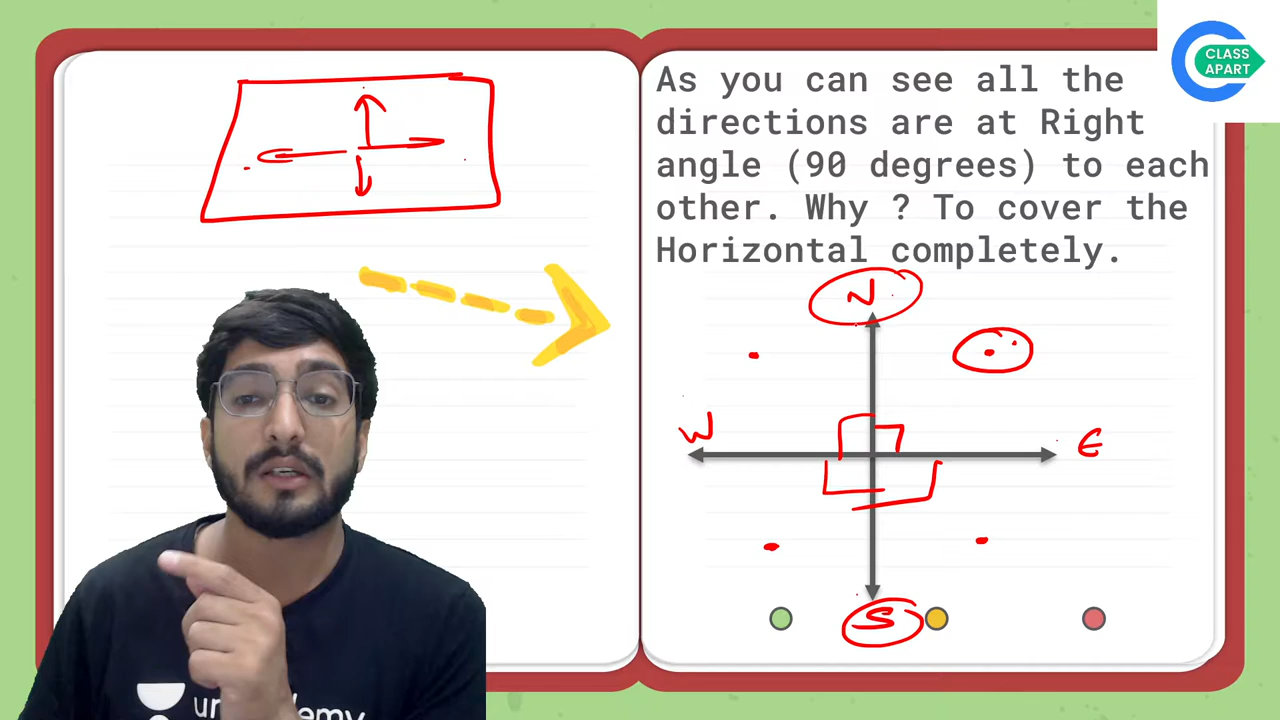 CLASS
APART
As you can see all the
directions are at Right
angle (90 degrees) to each
other. Why ? To cover the
Horizontal completely.
N
W
E
S